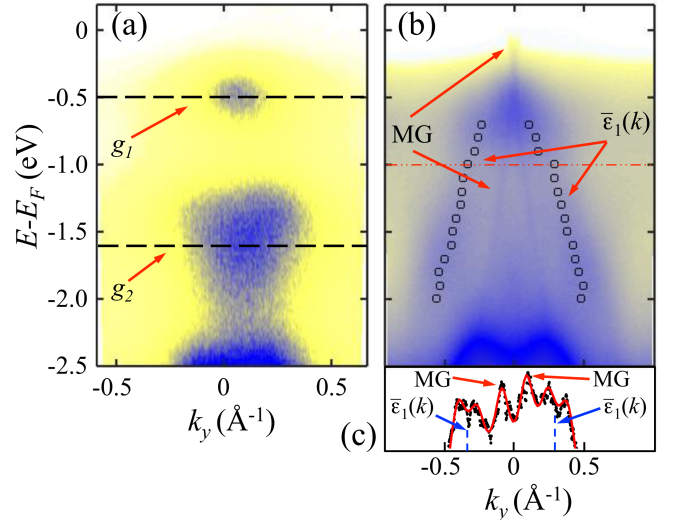 (a)
(b)
0
-0.5
-1.0
-1.5
-2.0
-2.5
E-E_F (eV)
g_1
g_2
MG
ε̅_1(k)
-0.5
0
0.5
k_y (Å^-1)
(c)
MG
MG
ε̅_1(k)
ε̅_1(k)
-0.5
0
0.5
k_y (Å^-1)